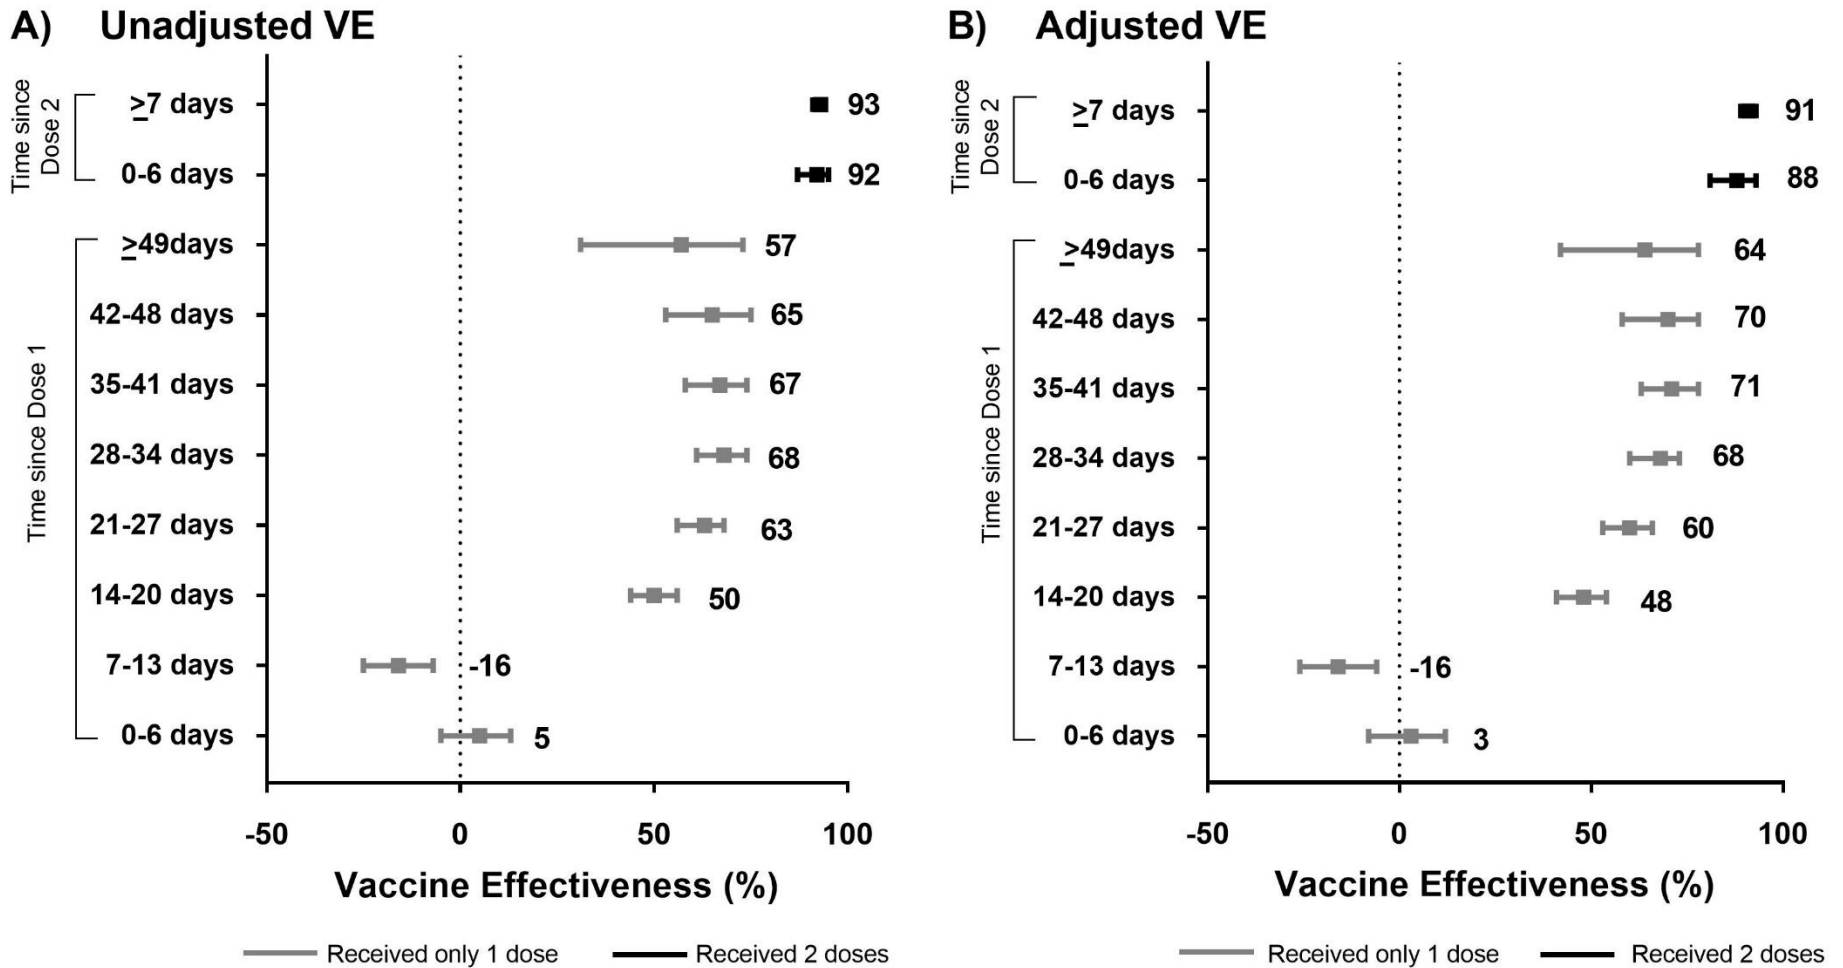 A) Unadjusted VE
Time since
Dose 2
≥7 days 93
0-6 days 92
Time since Dose 1
≥49days 57
42-48 days 65
35-41 days 67
28-34 days 68
21-27 days 63
14-20 days 50
7-13 days -16
0-6 days 5
-50 0 50 100
Vaccine Effectiveness (%)
Received only 1 dose Received 2 doses
B) Adjusted VE
Time since
Dose 2
≥7 days 91
0-6 days 88
Time since Dose 1
≥49days 64
42-48 days 70
35-41 days 71
28-34 days 68
21-27 days 60
14-20 days 48
7-13 days -16
0-6 days 3
-50 0 50 100
Vaccine Effectiveness (%)
Received only 1 dose Received 2 doses